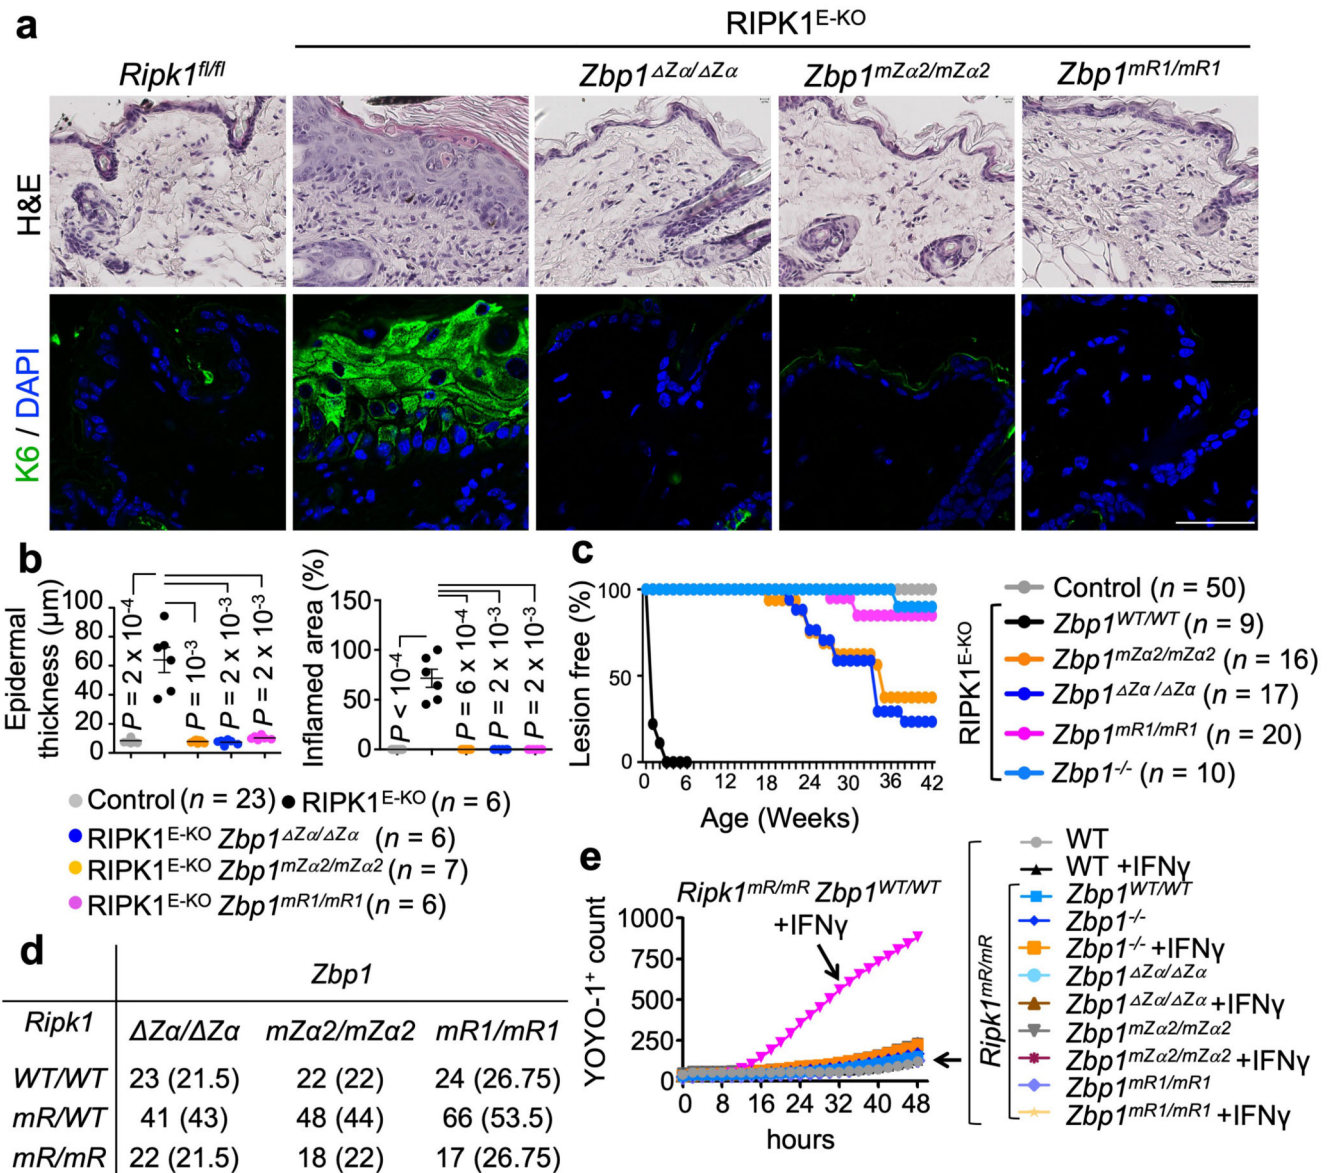 a
RIPK1E-KO
Ripk1fl/fl
Zbp1ΔZα/ΔZα
Zbp1mZα2/mZα2
Zbp1mR1/mR1
H&E
K6 / DAPI
b
Epidermal
thickness (μm)
100
80
60
40
20
0
P = 2 x 10-4
P = 10-3
P = 2 x 10-3
P = 2 x 10-3
Inflamed area (%)
150
100
50
0
P < 10-4
P = 6 x 10-4
P = 2 x 10-3
P = 2 x 10-3
Control (n = 23)
RIPK1E-KO (n = 6)
RIPK1E-KO Zbp1ΔZα/ΔZα (n = 6)
RIPK1E-KO Zbp1mZα2/mZα2 (n = 7)
RIPK1E-KO Zbp1mR1/mR1 (n = 6)
c
Lesion free (%)
100
50
0
0 6 12 18 24 30 36 42
Age (Weeks)
Control (n = 50)
RIPK1E-KO
Zbp1WT/WT (n = 9)
Zbp1mZα2/mZα2 (n = 16)
Zbp1ΔZα/ΔZα (n = 17)
Zbp1mR1/mR1 (n = 20)
Zbp1-/- (n = 10)
d
Zbp1
Ripk1 ΔZα/ΔZα mZα2/mZα2 mR1/mR1
WT/WT 23 (21.5) 22 (22) 24 (26.75)
mR/WT 41 (43) 48 (44) 66 (53.5)
mR/mR 22 (21.5) 18 (22) 17 (26.75)
e
Ripk1mR/mR Zbp1WT/WT
+IFNγ
YOYO-1+ count
1000
750
500
250
0
0 8 16 24 32 40 48
hours
WT
WT +IFNγ
Ripk1mR/mR
Zbp1WT/WT
Zbp1-/-
Zbp1-/- +IFNγ
Zbp1ΔZα/ΔZα
Zbp1ΔZα/ΔZα +IFNγ
Zbp1mZα2/mZα2
Zbp1mZα2/mZα2 +IFNγ
Zbp1mR1/mR1
Zbp1mR1/mR1 +IFNγ